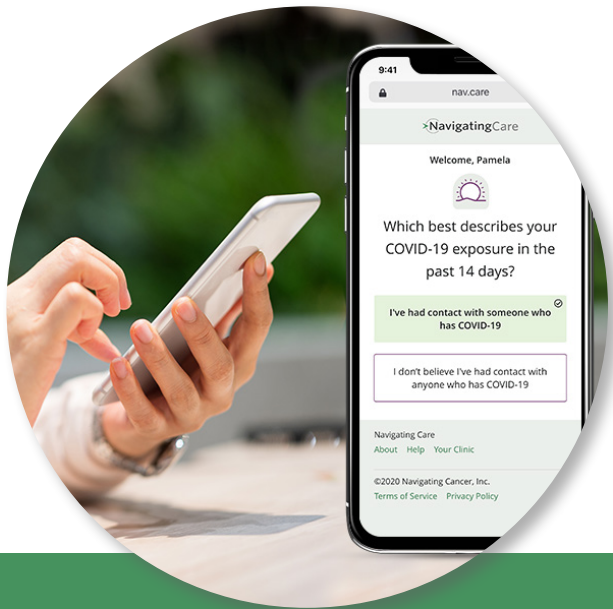 9:41
nav.care
NavigatingCare
Welcome, Pamela
Which best describes your
COVID-19 exposure in the
past 14 days?
I've had contact with someone who
has COVID-19
I don't believe I've had contact with
anyone who has COVID-19
Navigating Care
About Help Your Clinic
©2020 Navigating Cancer, Inc.
Terms of Service Privacy Policy